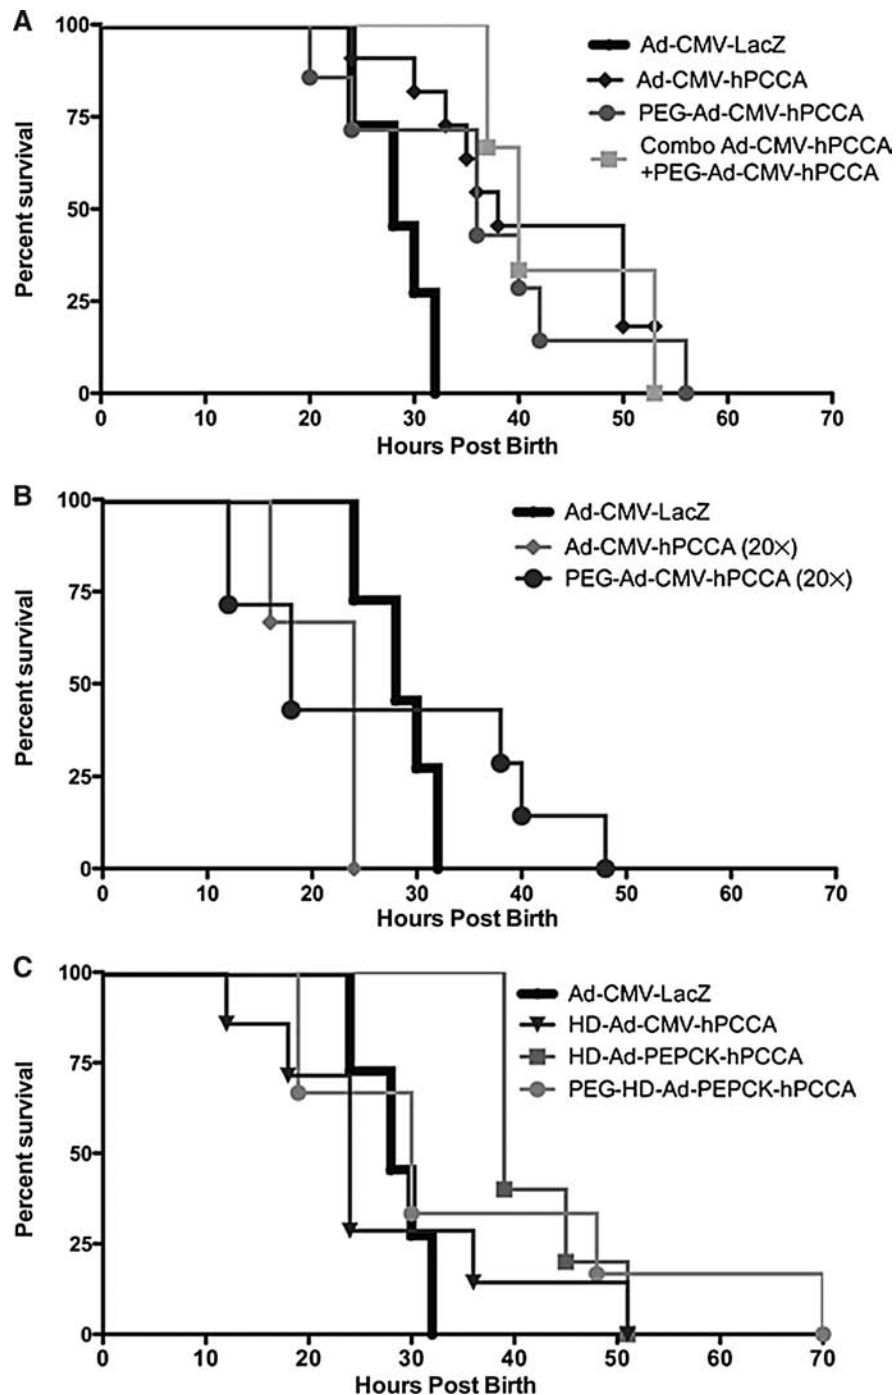 A
100
75
50
25
0
Percent survival
Ad-CMV-LacZ
Ad-CMV-hPCCA
PEG-Ad-CMV-hPCCA
Combo Ad-CMV-hPCCA
+PEG-Ad-CMV-hPCCA
0 10 20 30 40 50 60 70
Hours Post Birth
B
100
75
50
25
0
Percent survival
Ad-CMV-LacZ
Ad-CMV-hPCCA (20×)
PEG-Ad-CMV-hPCCA (20×)
0 10 20 30 40 50 60 70
Hours Post Birth
C
100
75
50
25
0
Percent survival
Ad-CMV-LacZ
HD-Ad-CMV-hPCCA
HD-Ad-PEPCK-hPCCA
PEG-HD-Ad-PEPCK-hPCCA
0 10 20 30 40 50 60 70
Hours Post Birth